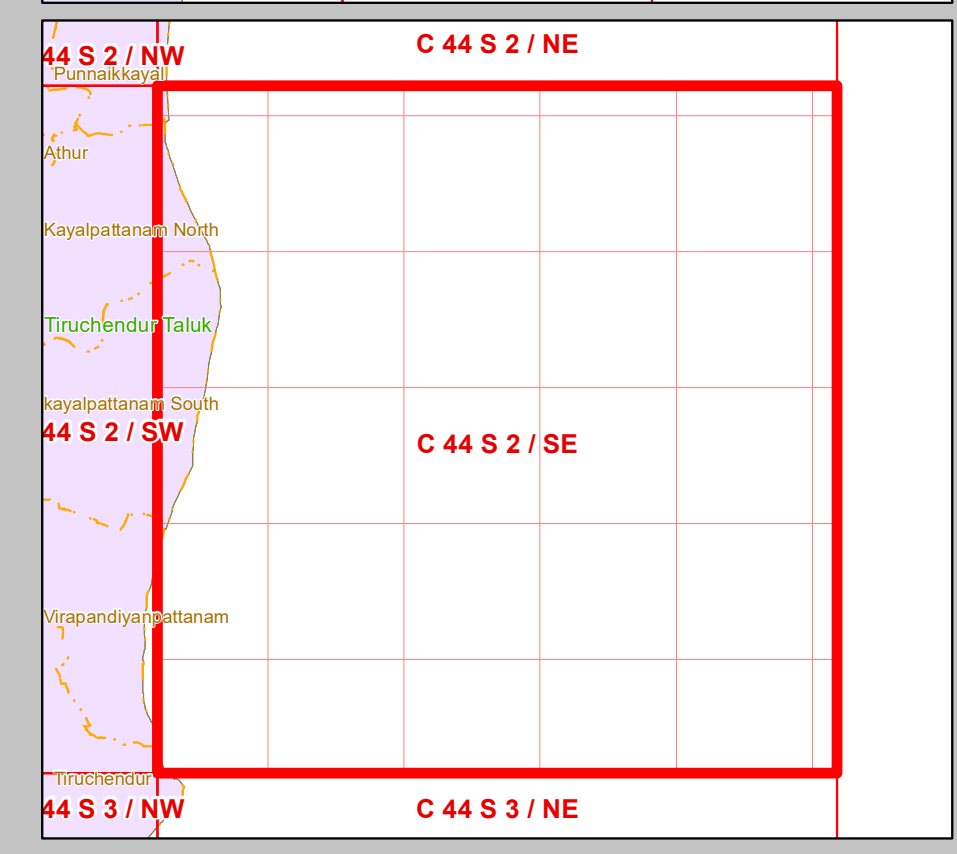 44 S 2 / NW
C 44 S 2 / NE
Punnaikkayal
Athur
Kayalpattanam North
Tiruchendur Taluk
kayalpattanam South
44 S 2 / SW
C 44 S 2 / SE
Virapandiyanpattanam
Tiruchendur
44 S 3 / NW
C 44 S 3 / NE